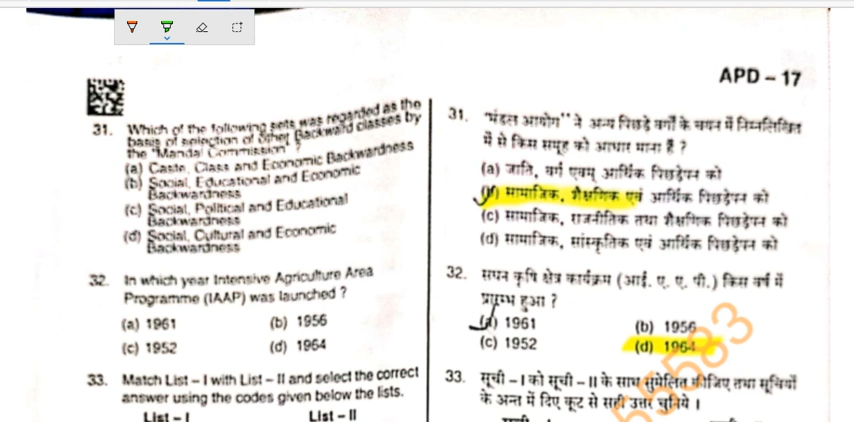 APD – 17
31. Which of the following sets was regarded as the
basis of selection of other Backward classes by
the "Mandal Commission" ?
(a) Caste, Class and Economic Backwardness
(b) Social, Educational and Economic
Backwardness
(c) Social, Political and Educational
Backwardness
(d) Social, Cultural and Economic
Backwardness
32. In which year Intensive Agriculture Area
Programme (IAAP) was launched ?
(a) 1961 (b) 1956
(c) 1952 (d) 1964
33. Match List – I with List – II and select the correct
answer using the codes given below the lists.
List – I List – II
31. "मंडल आयोग" ने अन्य पिछड़े वर्गों के चयन में निम्नलिखित
में से किस समूह को आधार माना है ?
(a) जाति, वर्ग एवम् आर्थिक पिछड़ेपन को
(b) सामाजिक, शैक्षणिक एवं आर्थिक पिछड़ेपन को
(c) सामाजिक, राजनीतिक तथा शैक्षणिक पिछड़ेपन को
(d) सामाजिक, सांस्कृतिक एवं आर्थिक पिछड़ेपन को
32. सघन कृषि क्षेत्र कार्यक्रम (आई. ए. ए. पी.) किस वर्ष में
प्रारम्भ हुआ ?
(a) 1961 (b) 1956
(c) 1952 (d) 1964
33. सूची – I को सूची – II के साथ सुमेलित कीजिए तथा सूचियों
के अन्त में दिए कूट से सही उत्तर चुनिये ।
55583